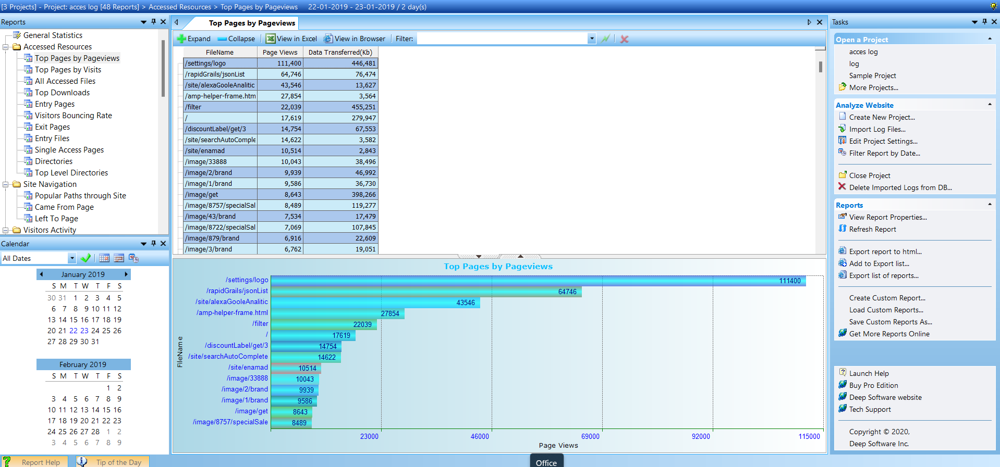 [3 Projects] - Project: acces log [48 Reports] > Accessed Resources > Top Pages by Pageviews 22-01-2019 - 23-01-2019 / 2 day(s)
Reports
General Statistics
Accessed Resources
Top Pages by Pageviews
Top Pages by Visits
All Accessed Files
Top Downloads
Entry Pages
Visitors Bouncing Rate
Exit Pages
Entry Files
Single Access Pages
Directories
Top Level Directories
Site Navigation
Popular Paths through Site
Came From Page
Left To Page
Visitors Activity
Calendar
All Dates
January 2019
S M T W T F S
30 31 1 2 3 4 5
6 7 8 9 10 11 12
13 14 15 16 17 18 19
20 21 22 23 24 25 26
27 28 29 30 31
February 2019
S M T W T F S
1 2
3 4 5 6 7 8 9
10 11 12 13 14 15 16
17 18 19 20 21 22 23
24 25 26 27 28 1 2
3 4 5 6 7 8 9
Report Help Tip of the Day
Top Pages by Pageviews
Expand Collapse View in Excel View in Browser Filter:
FileName Page Views Data Transferred(Kb)
/settings/logo 111,400 446,481
/rapidGrails/jsonList 64,746 76,474
/site/alexaGooleAnalitic 43,546 13,627
/amp-helper-frame.htm 27,854 3,564
/filter 22,039 455,251
/ 17,619 279,947
/discountLabel/get/3 14,754 67,553
/site/searchAutoComple 14,622 3,582
/site/enamad 10,514 2,843
/image/33888 10,043 38,496
/image/2/brand 9,939 46,992
/image/1/brand 9,586 36,730
/image/get 8,643 398,266
/image/8757/specialSal 8,489 119,277
/image/43/brand 7,534 17,479
/image/8722/specialSal 7,069 107,845
/image/879/brand 6,916 22,609
/image/3/brand 6,762 19,051
Top Pages by Pageviews
FileName
/settings/logo 111400
/rapidGrails/jsonList 64746
/site/alexaGooleAnalitic 43546
/amp-helper-frame.html 27854
/filter 22039
/ 17619
/discountLabel/get/3 14754
/site/searchAutoComplete 14622
/site/enamad 10514
/image/33888 10043
/image/2/brand 9939
/image/1/brand 9586
/image/get 8643
/image/8757/specialSale 8489
23000 46000 69000 92000 115000
Page Views
Office
Tasks
Open a Project
acces log
log
Sample Project
More Projects...
Analyze Website
Create New Project...
Import Log Files...
Edit Project Settings...
Filter Report by Date...
Close Project
Delete Imported Logs from DB...
Reports
View Report Properties...
Refresh Report
Export report to html...
Add to Export list...
Export list of reports...
Create Custom Report...
Load Custom Reports...
Save Custom Reports As...
Get More Reports Online
Launch Help
Buy Pro Edition
Deep Software website
Tech Support
Copyright © 2020,
Deep Software Inc.